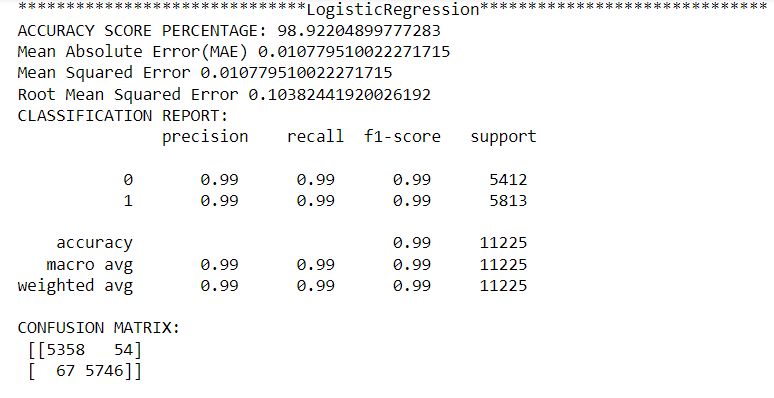 ******************************LogisticRegression******************************
ACCURACY SCORE PERCENTAGE: 98.92204899777283
Mean Absolute Error(MAE) 0.010779510022271715
Mean Squared Error 0.010779510022271715
Root Mean Squared Error 0.10382441920026192
CLASSIFICATION REPORT:
precision recall f1-score support
0 0.99 0.99 0.99 5412
1 0.99 0.99 0.99 5813
accuracy 0.99 11225
macro avg 0.99 0.99 0.99 11225
weighted avg 0.99 0.99 0.99 11225
CONFUSION MATRIX:
[[5358 54]
[ 67 5746]]